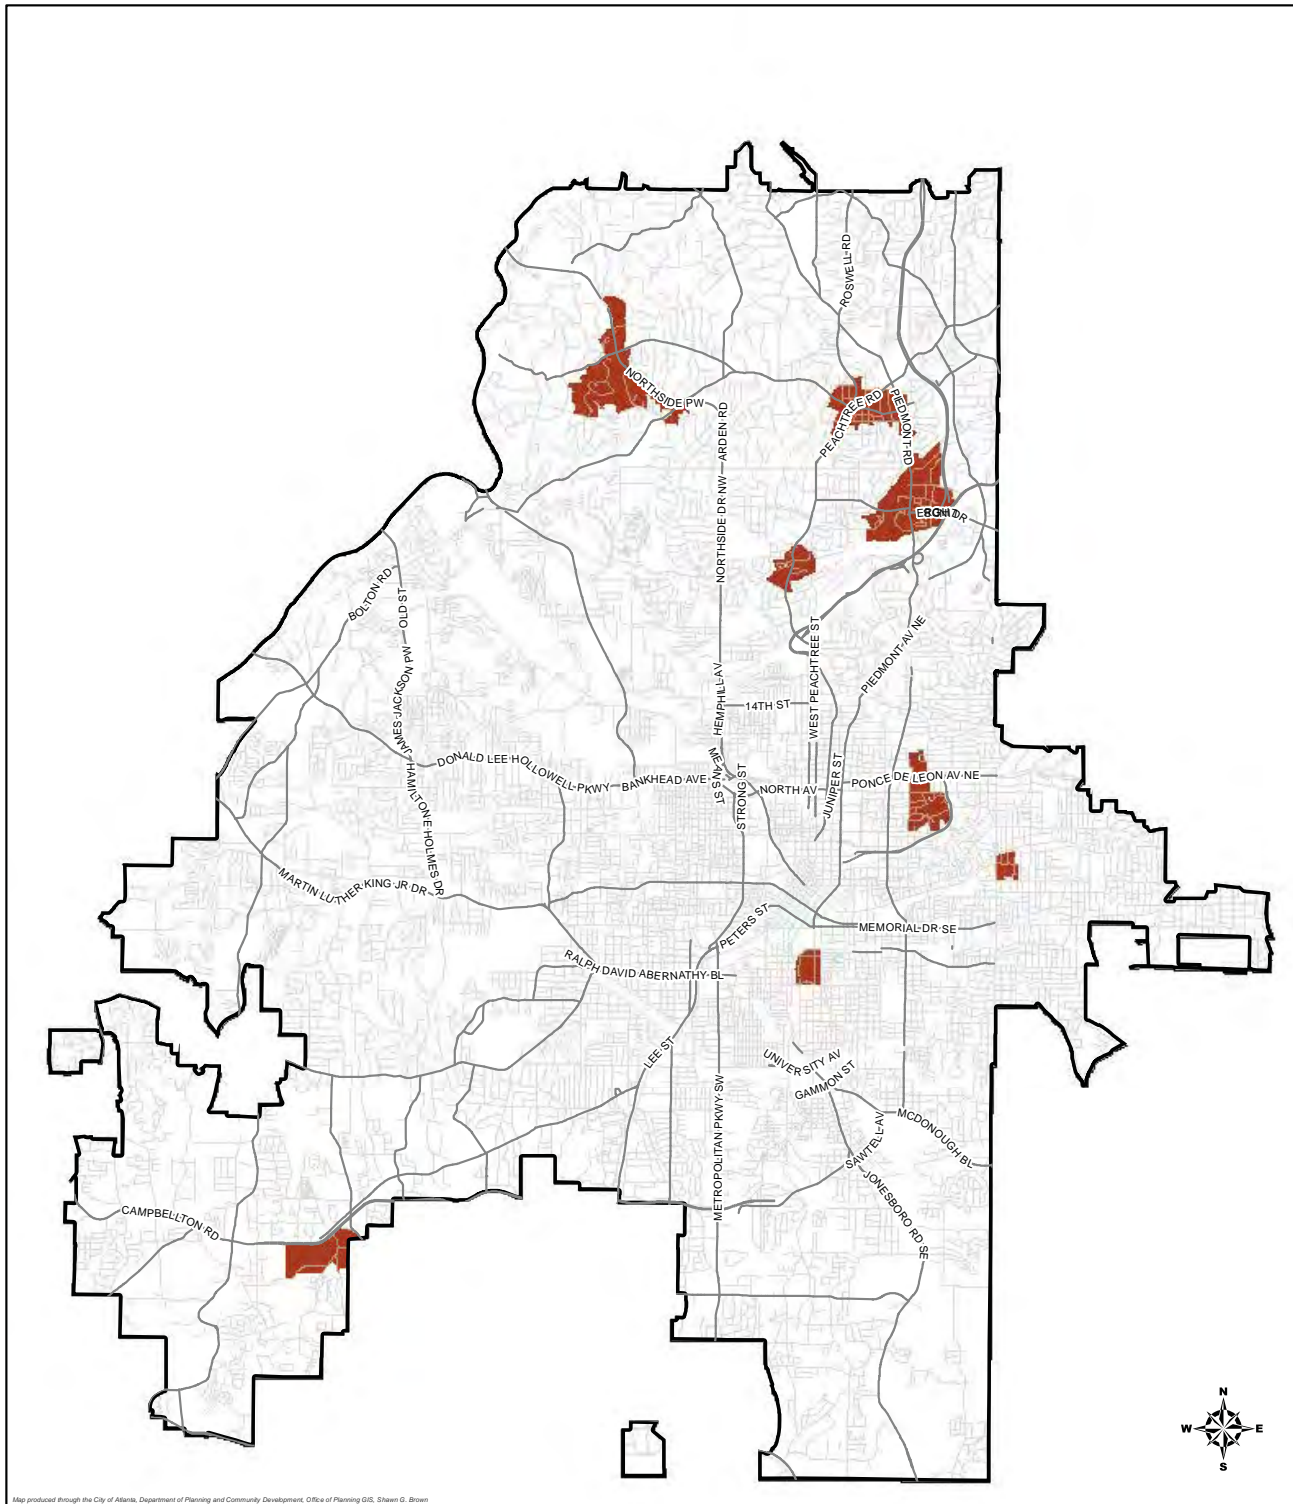 ROSWELL RD
NORTHSIDE PW
PEACHTREE RD
PIEDMONT RD
ARDEN RD
NORTHSIDE DR NW
BOLTON RD
OLD ST
JAMES JACKSON PW
HAMILTON E HOLMES DR
PIEDMONT AV NE
WEST PEACHTREE ST
HEMPHILL AV
14TH ST
DONALD LEE HOLLOWELL PKWY
BANKHEAD AVE
MEANS ST
STRONG ST
NORTH AV
JUNIPER ST
PONCE DE LEON AV NE
MARTIN LUTHER KING JR DR
PETERS ST
MEMORIAL DR SE
RALPH DAVID ABERNATHY BL
LEE ST
UNIVERSITY AV
GAMMON ST
METROPOLITAN PKWY SW
MCDONOUGH BL
SAWTELL AV
JONESBORO RD SE
CAMPBELLTON RD
N
W E
S
Map produced through the City of Atlanta, Department of Planning and Community Development, Office of Planning GIS, Shawn G. Brown